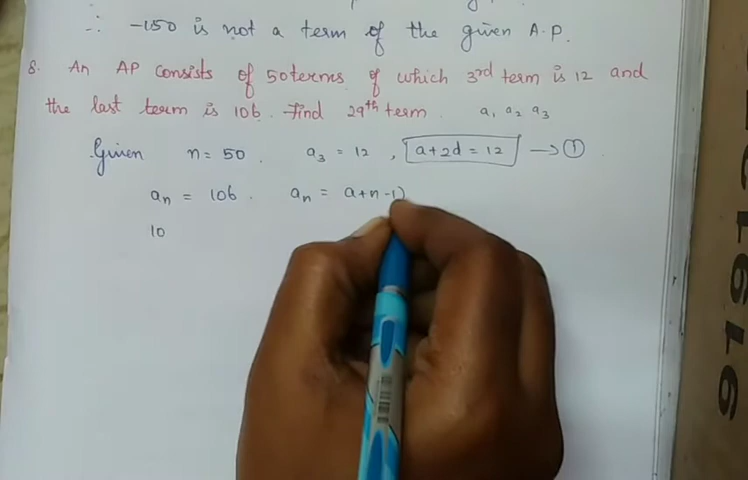 ∴ -150 is not a term of the given A.P.
8. An AP consists of 50 terms of which 3rd term is 12 and
the last term is 106. Find 29th term. a₁ a₂ a₃
Given n = 50. a₃ = 12, a+2d = 12 → ①
aₙ = 106. aₙ = a+n-1)
10